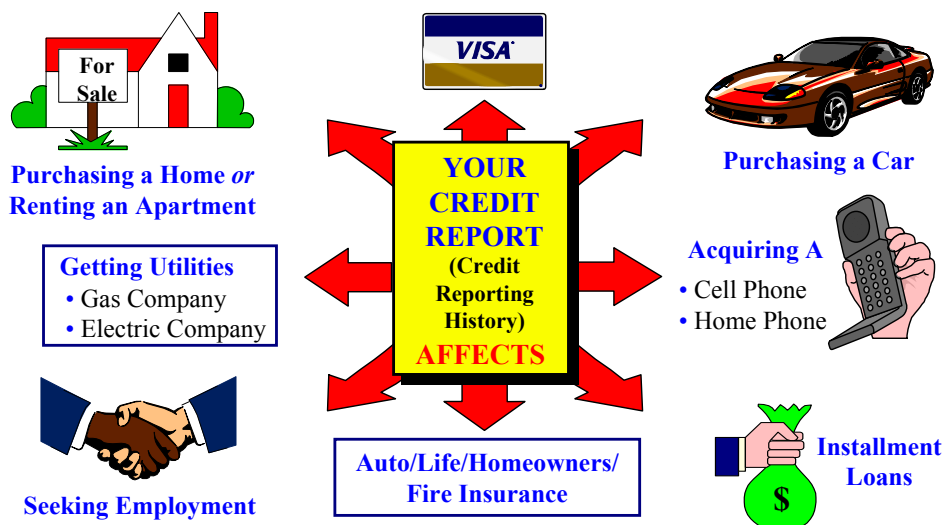 For
Sale
VISA
Purchasing a Home or
Renting an Apartment
YOUR
CREDIT
REPORT
(Credit
Reporting
History)
AFFECTS
Purchasing a Car
Getting Utilities
• Gas Company
• Electric Company
Acquiring A
• Cell Phone
• Home Phone
Seeking Employment
Auto/Life/Homeowners/
Fire Insurance
$
Installment
Loans